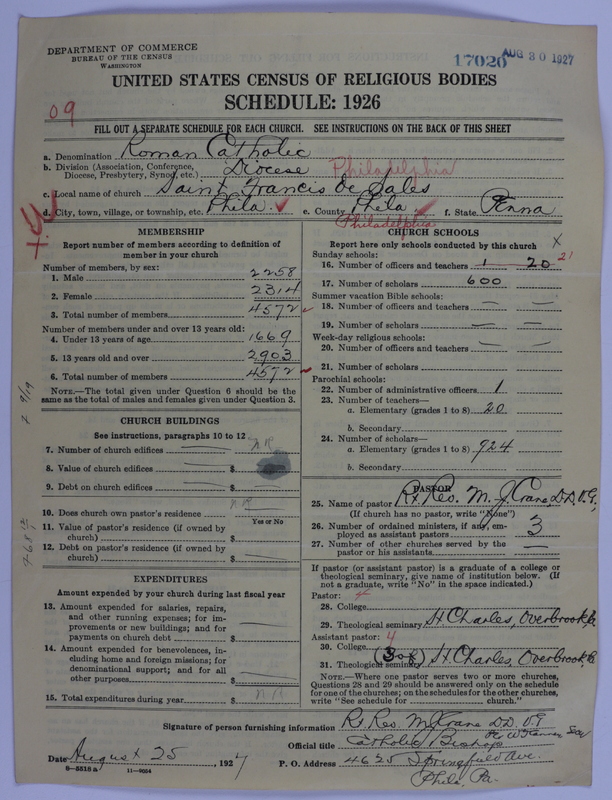 DEPARTMENT OF COMMERCE
BUREAU OF THE CENSUS
WASHINGTON
17020 AUG 30 1927
UNITED STATES CENSUS OF RELIGIOUS BODIES
SCHEDULE: 1926
09
FILL OUT A SEPARATE SCHEDULE FOR EACH CHURCH. SEE INSTRUCTIONS ON THE BACK OF THIS SHEET
a. Denomination Roman Catholic
b. Division (Association, Conference, Diocese, Presbytery, Synod, etc.) Diocese Philadelphia
c. Local name of church Saint Francis de Sales
d. City, town, village, or township, etc. Phila. e. County Phila f. State Penna
Philadelphia
MEMBERSHIP
Report number of members according to definition of
member in your church
Number of members, by sex:
1. Male 2258
2. Female 2314
3. Total number of members 4572
Number of members under and over 13 years old:
4. Under 13 years of age 1669
5. 13 years old and over 2903
6. Total number of members 4572
NOTE.—The total given under Question 6 should be
same as the total of males and females given under Question 3.
CHURCH BUILDINGS
See instructions, paragraphs 10 to 12
7. Number of church edifices N.R.
8. Value of church edifices $
9. Debt on church edifices $
10. Does church own pastor's residence? N.R.
Yes or No
11. Value of pastor's residence (if owned by
church) $
12. Debt on pastor's residence (if owned by
church) $
EXPENDITURES
Amount expended by your church during last fiscal year
13. Amount expended for salaries, repairs,
and other running expenses; for im-
provements or new buildings; and for
payments on church debt $
14. Amount expended for benevolences, in-
cluding home and foreign missions; for
denominational support; and for all
other purposes $
15. Total expenditures during year $
CHURCH SCHOOLS
Report here only schools conducted by this church X
Sunday schools:
16. Number of officers and teachers 1 20 21
17. Number of scholars 600
Summer vacation Bible schools:
18. Number of officers and teachers
19. Number of scholars
Week-day religious schools:
20. Number of officers and teachers
21. Number of scholars
Parochial schools:
22. Number of administrative officers 1
23. Number of teachers—
a. Elementary (grades 1 to 8) 20
b. Secondary
24. Number of scholars—
a. Elementary (grades 1 to 8) 924
b. Secondary
PASTOR
25. Name of pastor Rt. Rev. M. J. Crane, D.D. V.G.
(If church has no pastor, write "None")
26. Number of ordained ministers, if any, em-
ployed as assistant pastors 3
27. Number of other churches served by the
pastor or his assistants
If pastor (or assistant pastor) is a graduate of a college or
theological seminary, give name of institution below. (If
not a graduate, write "No" in the space indicated.)
Pastor: 4
28. College
29. Theological seminary St Charles, Overbrook, Pa.
Assistant pastor: 4
30. College
31. Theological seminary St Charles, Overbrook, Pa
NOTE.—Where one pastor serves two or more churches,
Questions 28 and 29 should be answered only on the schedule
for one of the churches; on the schedules for the other churches,
write "See schedule for church."
Signature of person furnishing information Rt Rev. M J Crane DD. V.G
Official title Catholic Bishop
Date August 25 , 1927 P. O. Address 4625 Springfield Ave.
Phila. Pa.
8—5518 a 11—9054